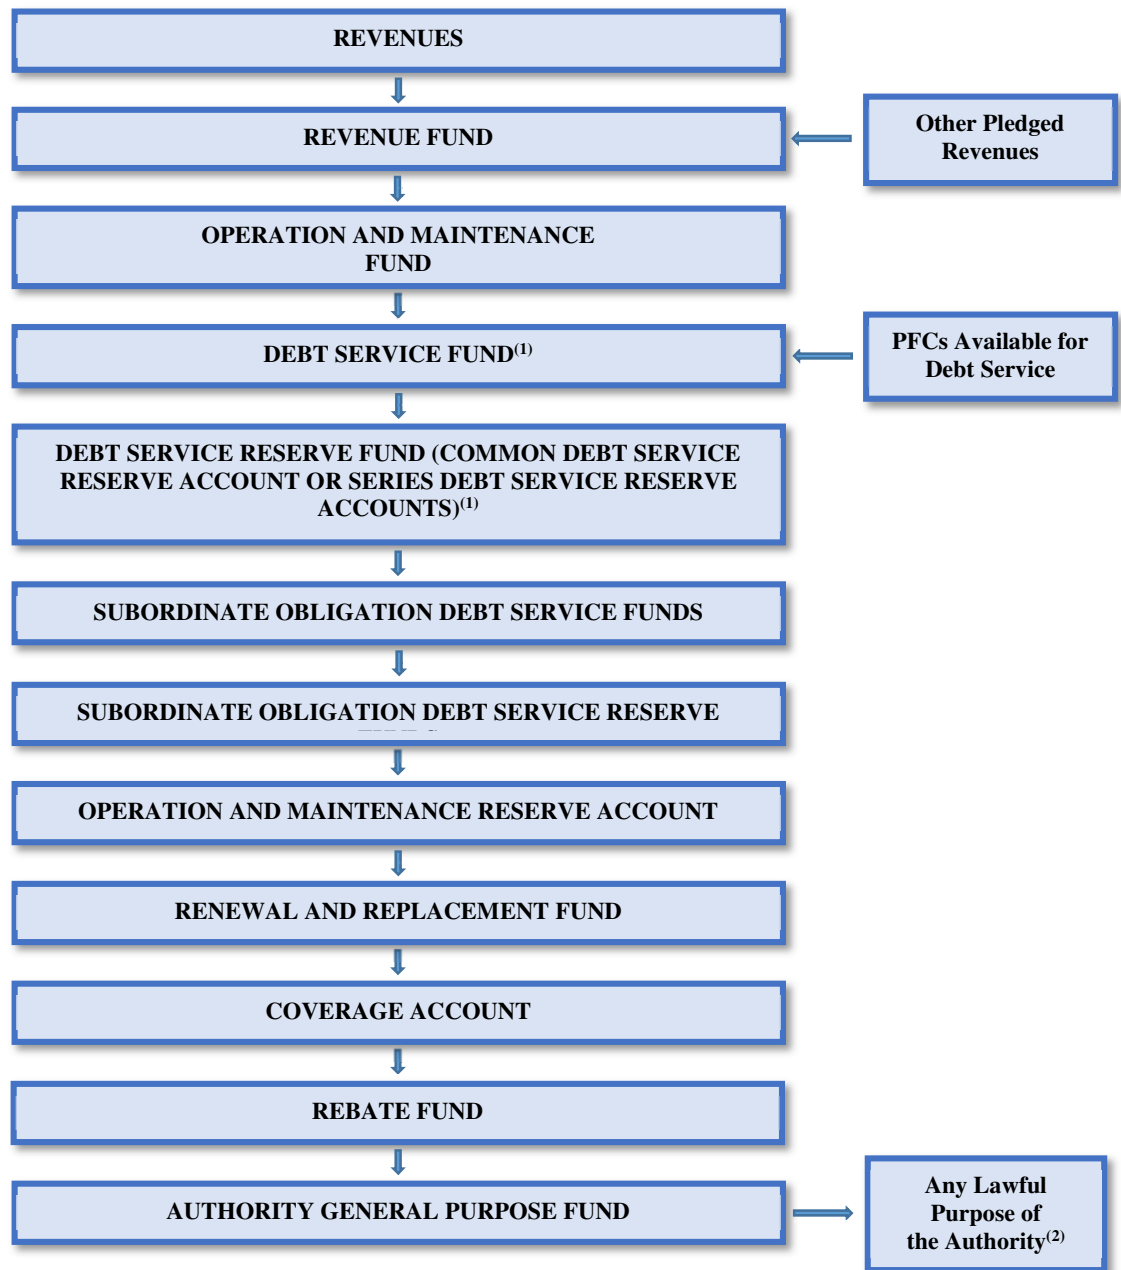 REVENUES
REVENUE FUND
Other Pledged
Revenues
OPERATION AND MAINTENANCE
FUND
DEBT SERVICE FUND(1)
PFCs Available for
Debt Service
DEBT SERVICE RESERVE FUND (COMMON DEBT SERVICE
RESERVE ACCOUNT OR SERIES DEBT SERVICE RESERVE
ACCOUNTS)(1)
SUBORDINATE OBLIGATION DEBT SERVICE FUNDS
SUBORDINATE OBLIGATION DEBT SERVICE RESERVE
OPERATION AND MAINTENANCE RESERVE ACCOUNT
RENEWAL AND REPLACEMENT FUND
COVERAGE ACCOUNT
REBATE FUND
AUTHORITY GENERAL PURPOSE FUND
Any Lawful
Purpose of
the Authority(2)